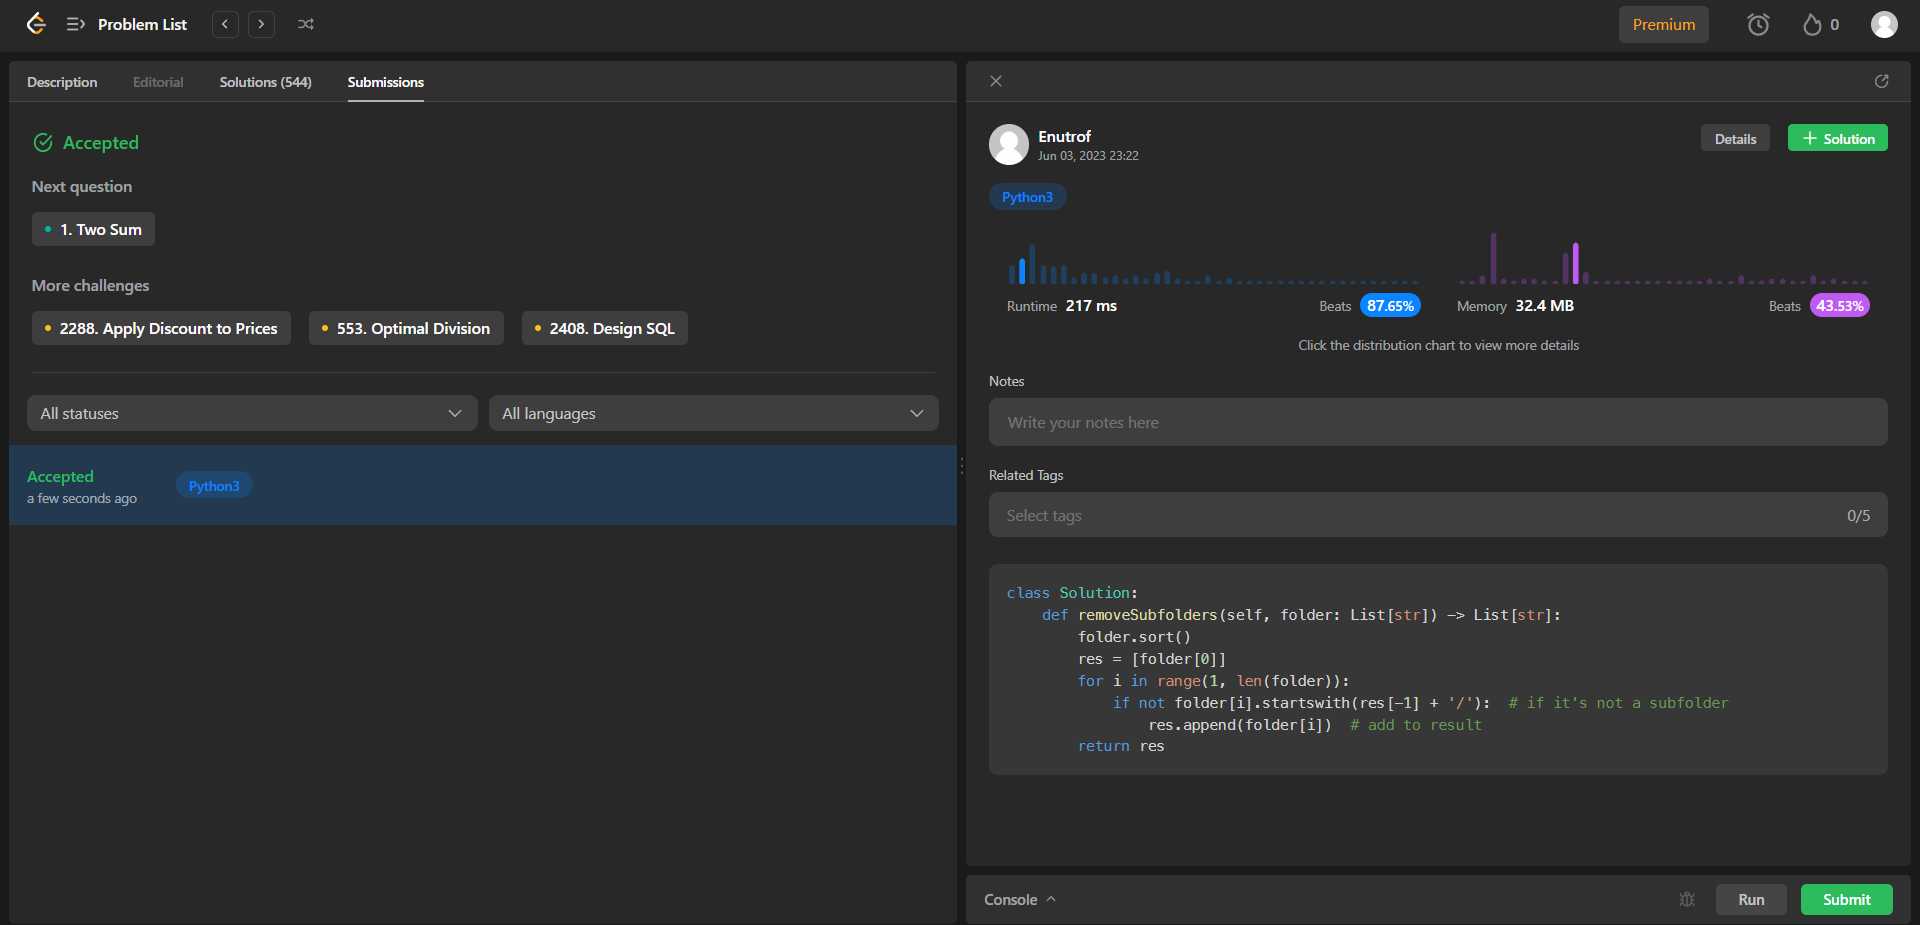 Problem List
Premium
0
Description
Editorial
Solutions (544)
Submissions
Accepted
Next question
1. Two Sum
More challenges
2288. Apply Discount to Prices
553. Optimal Division
2408. Design SQL
All statuses
All languages
Accepted
a few seconds ago
Python3
Enutrof
Jun 03, 2023 23:22
Details
+ Solution
Python3
Runtime 217 ms
Beats 87.65%
Memory 32.4 MB
Beats 43.53%
Click the distribution chart to view more details
Notes
Write your notes here
Related Tags
Select tags
0/5
class Solution:
    def removeSubfolders(self, folder: List[str]) -> List[str]:
        folder.sort()
        res = [folder[0]]
        for i in range(1, len(folder)):
            if not folder[i].startswith(res[-1] + '/'):  # if it's not a subfolder
                res.append(folder[i])  # add to result
        return res
Console
Run
Submit